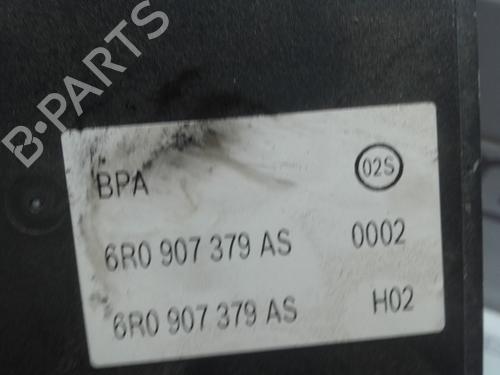 B-PARTS
BPA 02S
6R0 907 379 AS 0002
6R0 907 379 AS H02